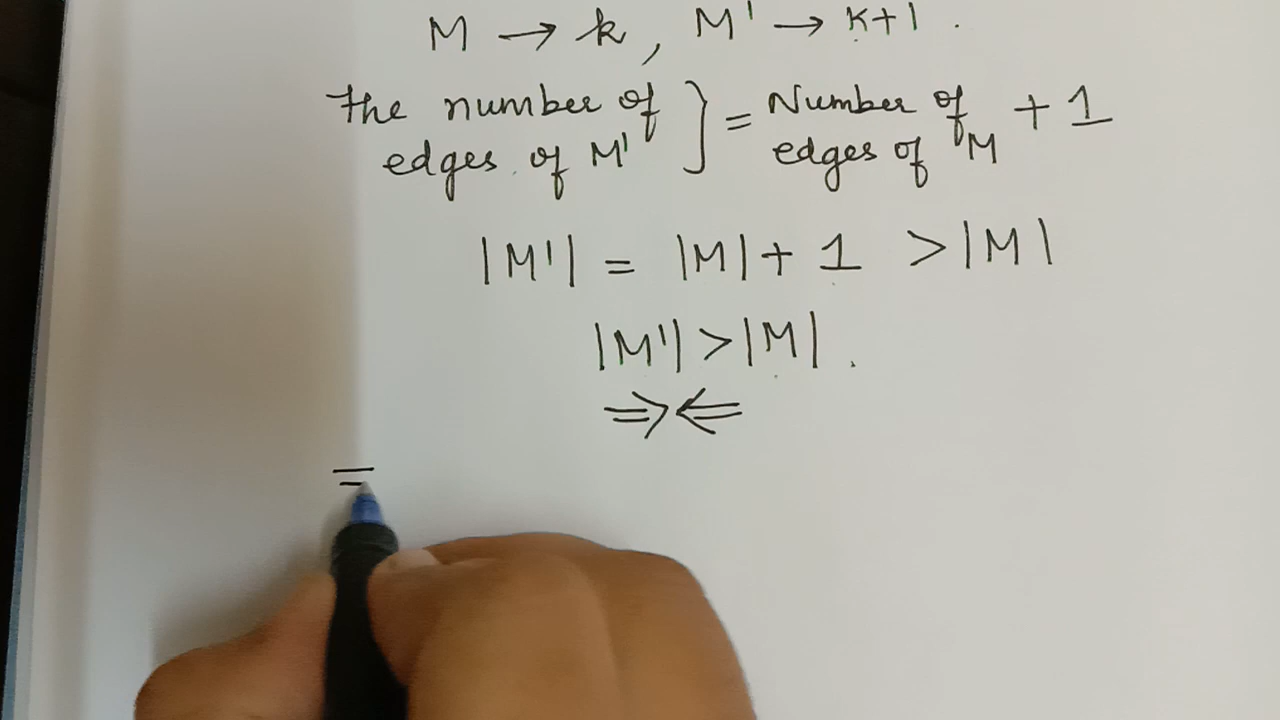 M → k, M' → k+1 .
The number of edges of M' } = Number of edges of M + 1
|M'| = |M| + 1 > |M|
|M'| > |M| .
⇒⇐
=